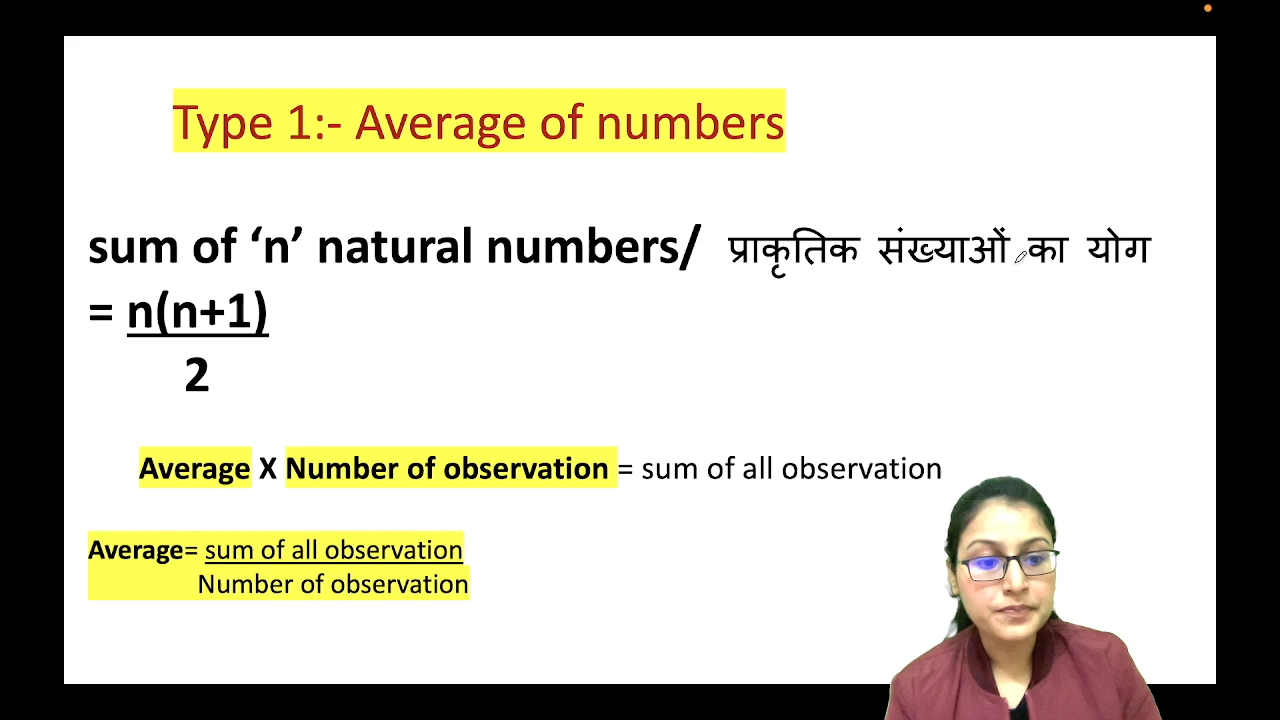 Type 1:- Average of numbers
sum of ‘n’ natural numbers/ प्राकृतिक संख्याओं का योग
= n(n+1)
2
Average X Number of observation = sum of all observation
Average= sum of all observation
Number of observation